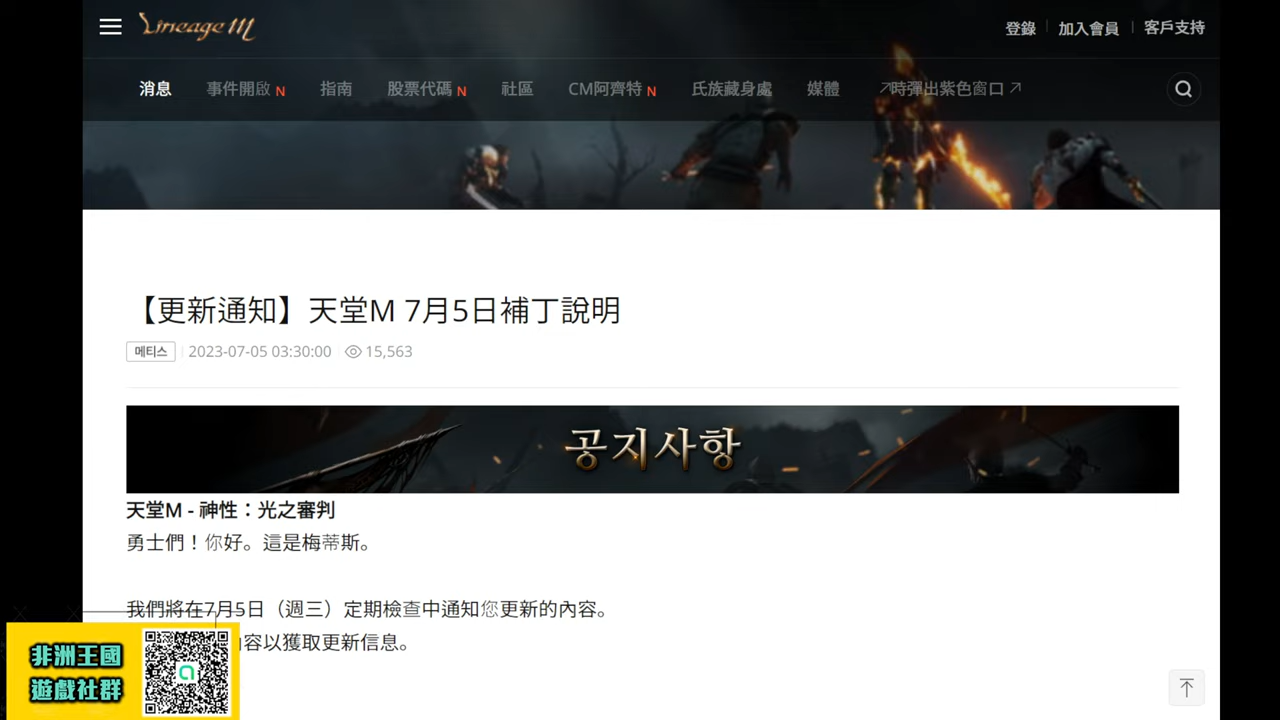 Lineage M
登錄
加入會員
客戶支持
消息
事件開啟 N
指南
股票代碼 N
社區
CM阿齊特 N
氏族藏身處
媒體
時彈出紫色窗口
【更新通知】天堂M 7月5日補丁說明
메티스
2023-07-05 03:30:00
15,563
공지사항
天堂M - 神性：光之審判
勇士們！你好。這是梅蒂斯。
我們將在7月5日（週三）定期檢查中通知您更新的內容。
容以獲取更新信息。
非洲王國
遊戲社群